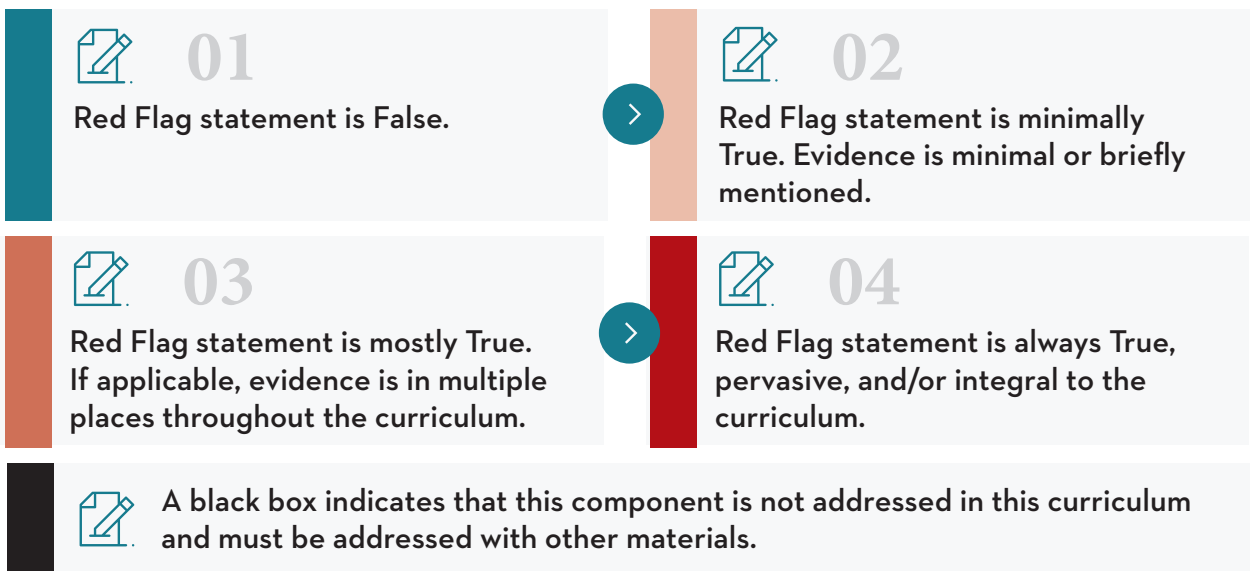 01
Red Flag statement is False.
02
Red Flag statement is minimally
True. Evidence is minimal or briefly
mentioned.
03
Red Flag statement is mostly True.
If applicable, evidence is in multiple
places throughout the curriculum.
04
Red Flag statement is always True,
pervasive, and/or integral to the
curriculum.
A black box indicates that this component is not addressed in this curriculum
and must be addressed with other materials.